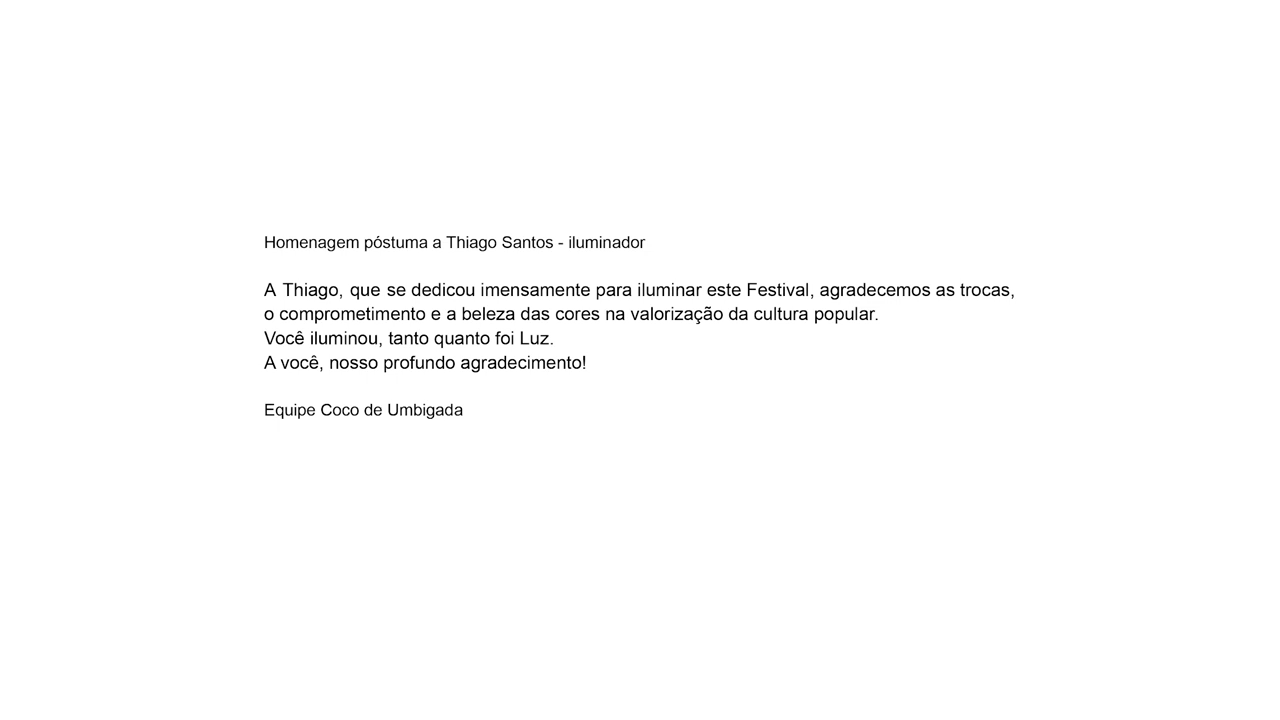 Homenagem póstuma a Thiago Santos - iluminador
A Thiago, que se dedicou imensamente para iluminar este Festival, agradecemos as trocas,
o comprometimento e a beleza das cores na valorização da cultura popular.
Você iluminou, tanto quanto foi Luz.
A você, nosso profundo agradecimento!
Equipe Coco de Umbigada